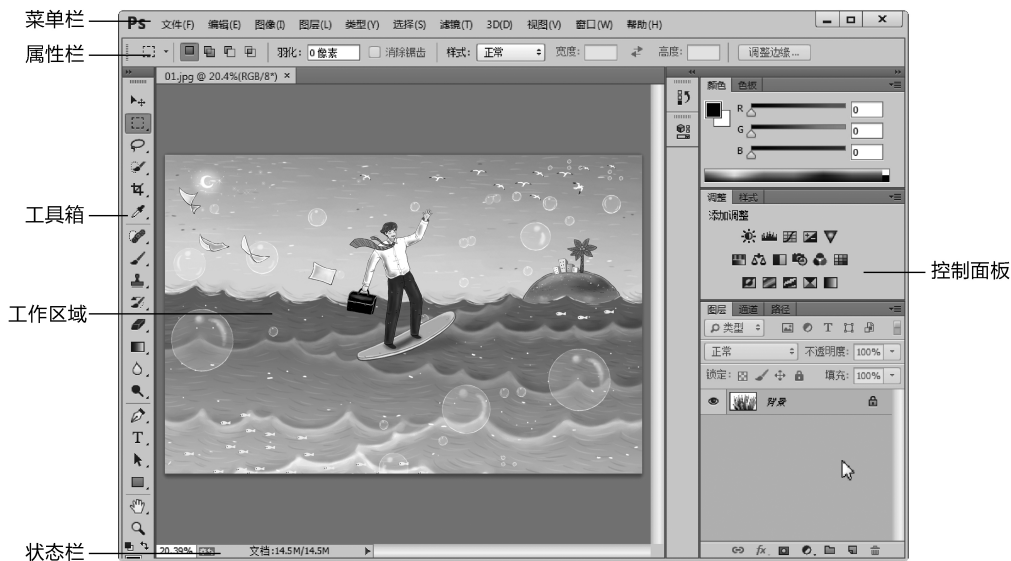 菜单栏
Ps 文件(F) 编辑(E) 图像(I) 图层(L) 类型(Y) 选择(S) 滤镜(T) 3D(D) 视图(V) 窗口(W) 帮助(H)
属性栏
羽化: 0 像素 消除锯齿 样式: 正常 宽度: 高度: 调整边缘...
01.jpg @ 20.4%(RGB/8*) ×
颜色 色板
R 0
G 0
B 0
调整 样式
添加调整
工具箱
控制面板
工作区域
图层 通道 路径
类型
正常 不透明度: 100%
锁定: 填充: 100%
背景
T
状态栏
20.39% 文档:14.5M/14.5M
fx